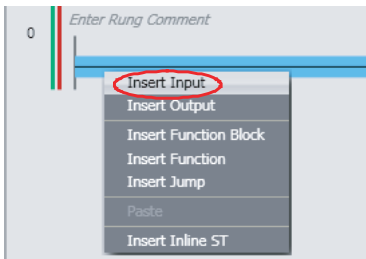 Enter Rung Comment
0
Insert Input
Insert Output
Insert Function Block
Insert Function
Insert Jump
Paste
Insert Inline ST